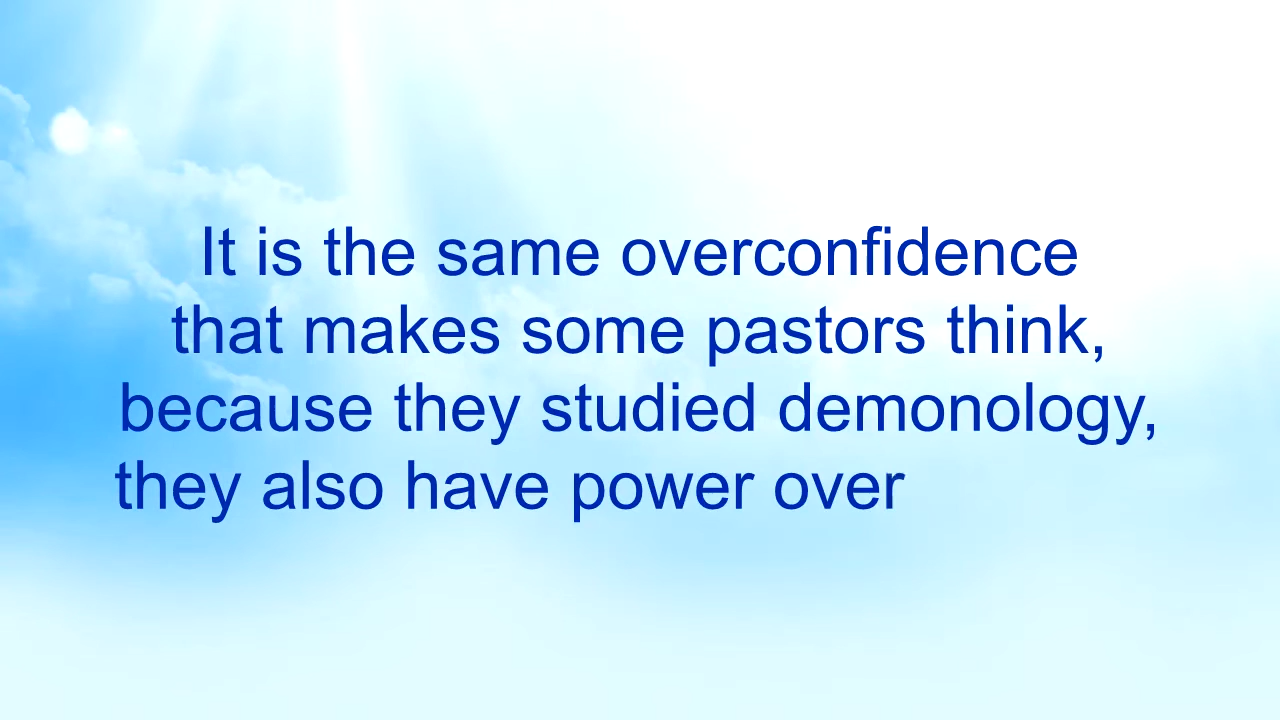 It is the same overconfidence
that makes some pastors think,
because they studied demonology,
they also have power over